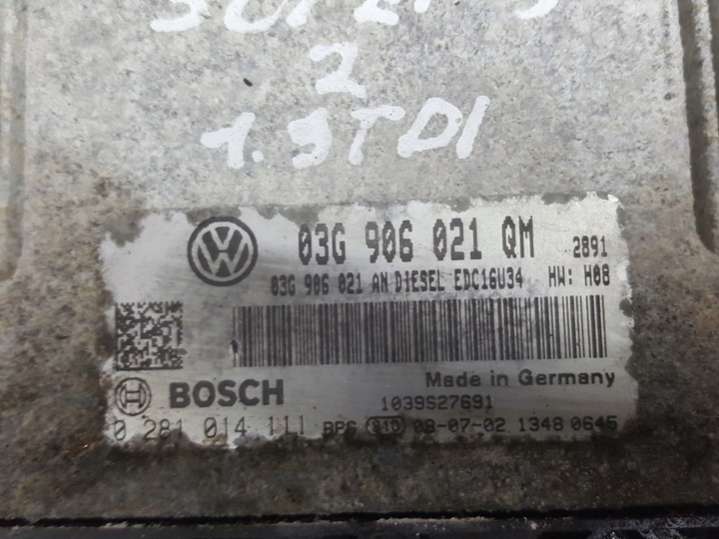 2
1.9TDI
03G 906 021 QM 2891
03G 906 021 AN DIESEL EDC16U34 HW: H08
Made in Germany
BOSCH 1039S27691
0 281 014 111 BPS 08-07-02 1348 0645